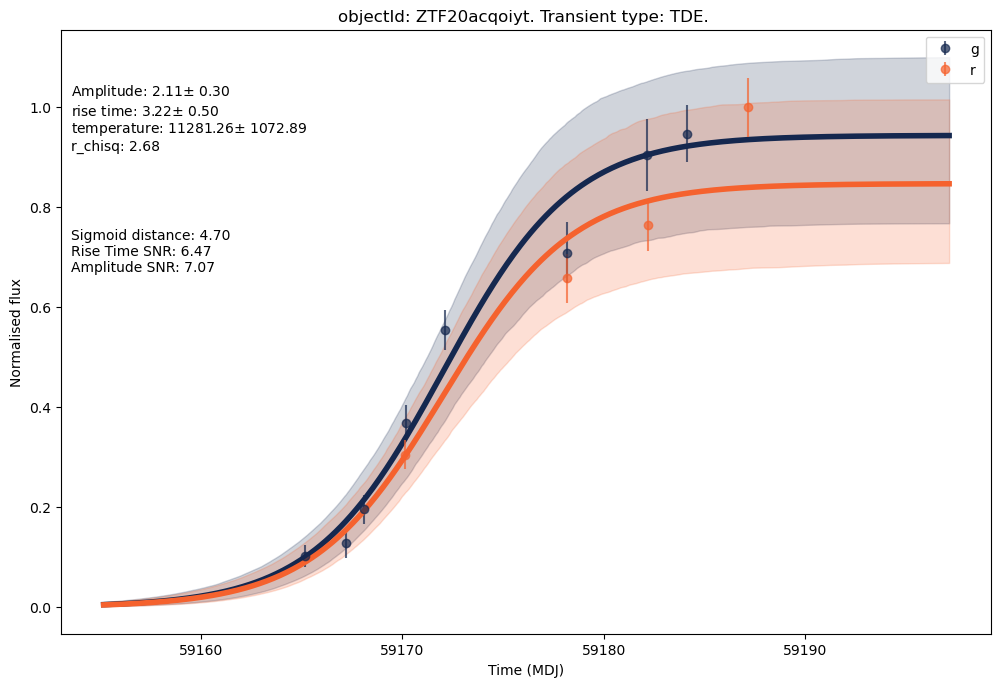 objectId: ZTF20acqoiyt. Transient type: TDE.
g
r
Amplitude: 2.11± 0.30
rise time: 3.22± 0.50
temperature: 11281.26± 1072.89
r_chisq: 2.68
Sigmoid distance: 4.70
Rise Time SNR: 6.47
Amplitude SNR: 7.07
Normalised flux
1.0
0.8
0.6
0.4
0.2
0.0
59160
59170
59180
59190
Time (MDJ)